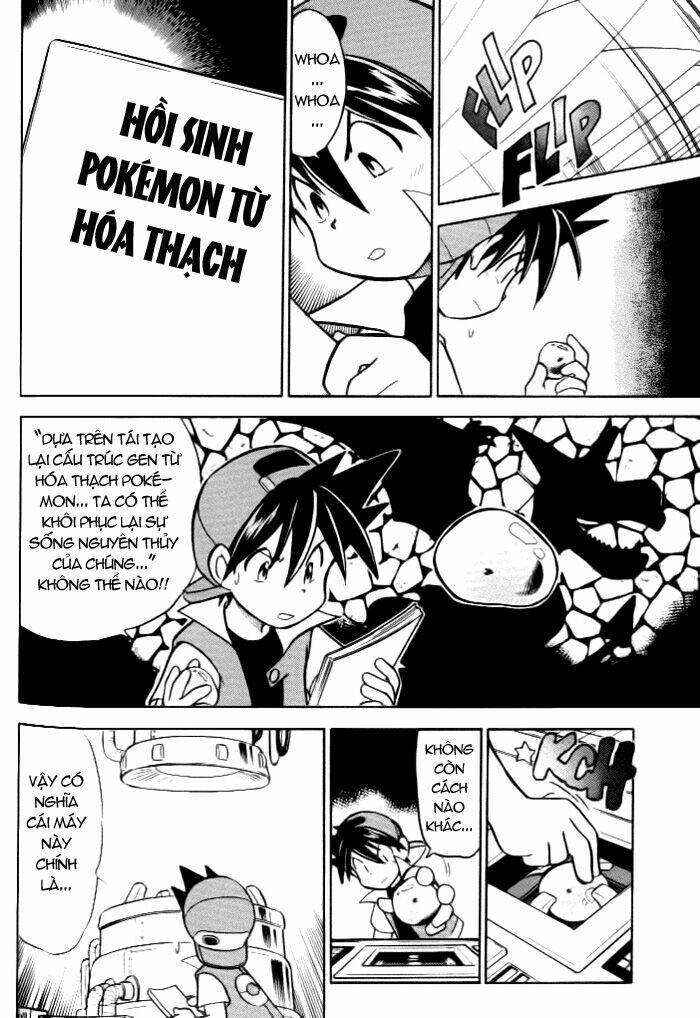 HỒI SINH
POKÉMON TỪ
HÓA THẠCH
WHOA
...
WHOA
...
FLIP
FLIP
"DỰA TRÊN TÁI TẠO
LẠI CẤU TRÚC GEN TỪ
HÓA THẠCH POKÉ-
MON... TA CÓ THỂ
KHÔI PHỤC LẠI SỰ
SỐNG NGUYÊN THỦY
CỦA CHÚNG..."
KHÔNG THỂ NÀO!!
VẬY CÓ
NGHĨA
CÁI MÁY
NÀY
CHÍNH
LÀ...
KHÔNG
CÒN
CÁCH
NÀO
KHÁC...
KCH